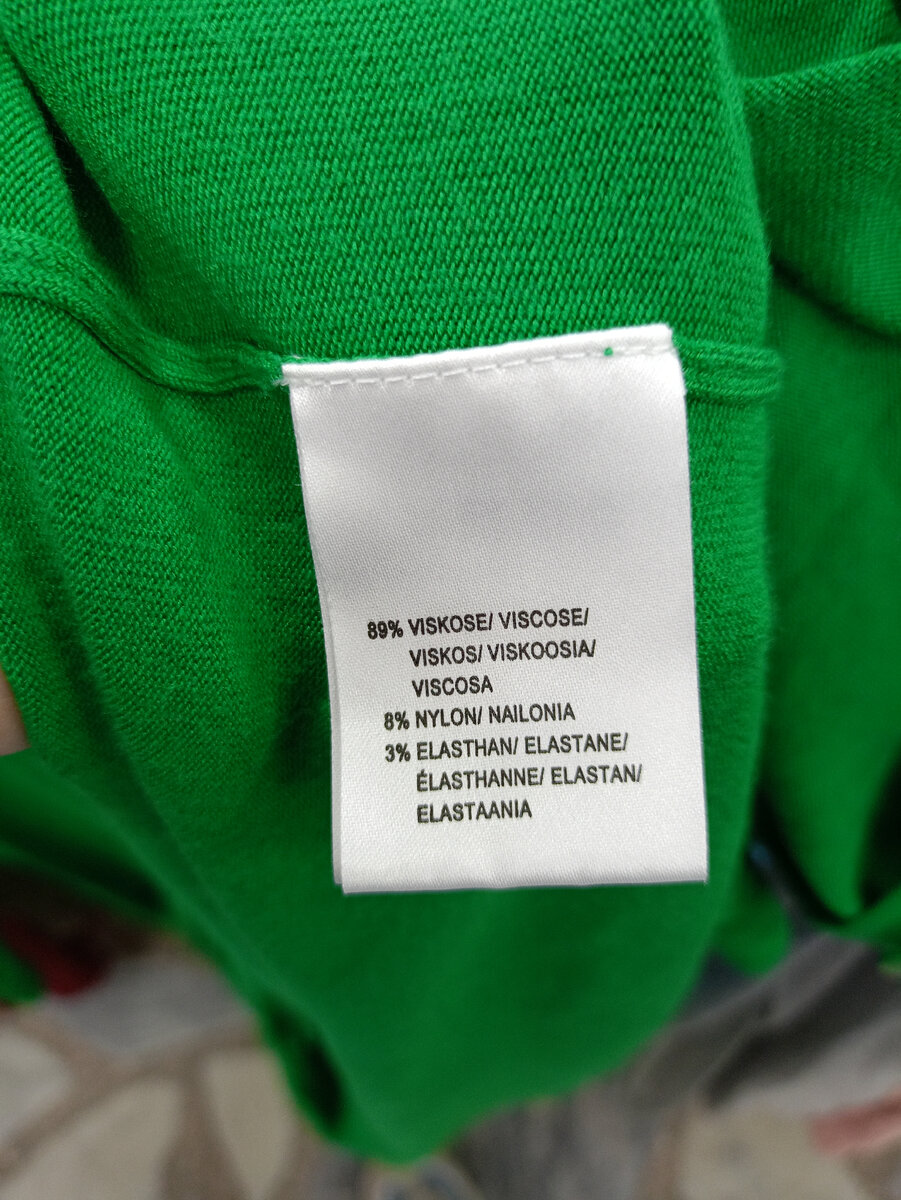 89% VISKOSE/ VISCOSE/
VISKOS/ VISKOOSIA/
VISCOSA
8% NYLON/ NAILONIA
3% ELASTHAN/ ELASTANE/
ÉLASTHANNE/ ELASTAN/
ELASTAANIA